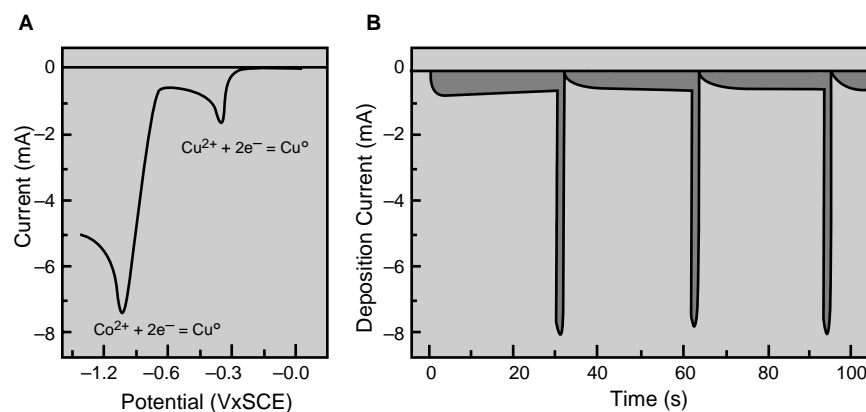 A
B
0
–2
–4
–6
–8
Current (mA)
Cu2+ + 2e– = Cu°
Co2+ + 2e– = Cu°
–1.2 –0.6 –0.3 –0.0
Potential (VxSCE)
0
–2
–4
–6
–8
Deposition Current (mA)
0 20 40 60 80 100
Time (s)